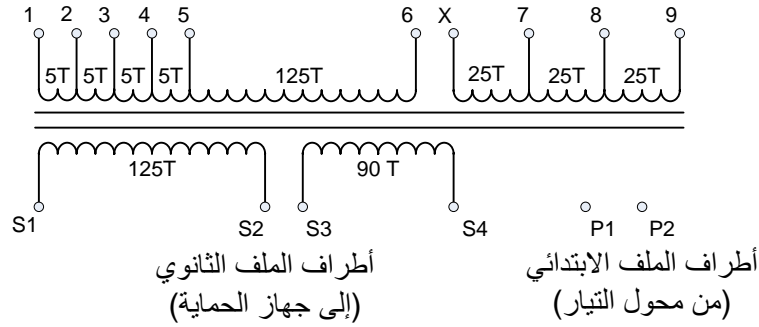 1 2 3 4 5 6 X 7 8 9
5T 5T 5T 5T 125T 25T 25T 25T
125T 90 T
S1 S2 S3 S4 P1 P2
أطراف الملف الابتدائي
(من محول التيار)
أطراف الملف الثانوي
(إلى جهاز الحماية)